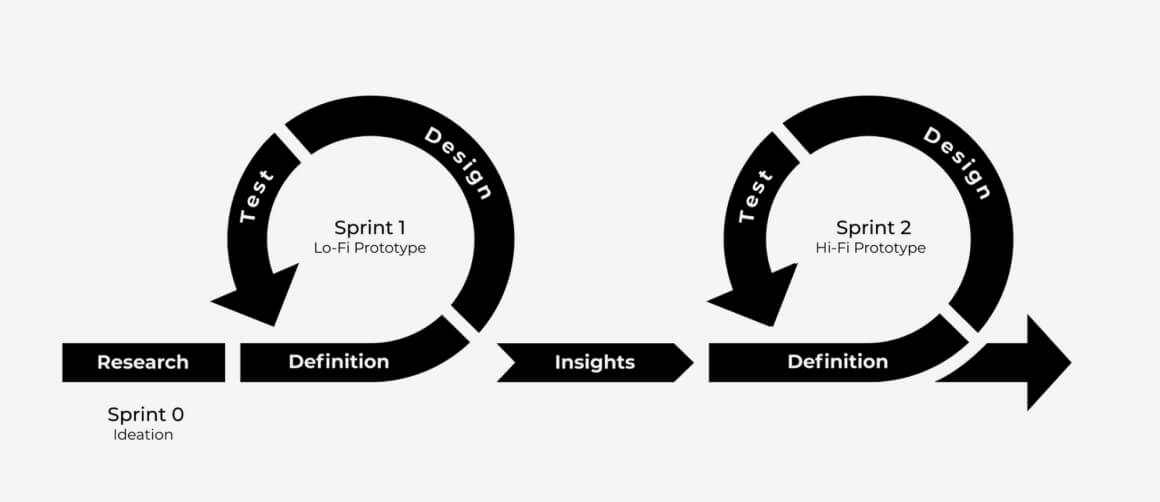 Test
Design
Sprint 1
Lo-Fi Prototype
Test
Design
Sprint 2
Hi-Fi Prototype
Research
Definition
Insights
Definition
Sprint 0
Ideation